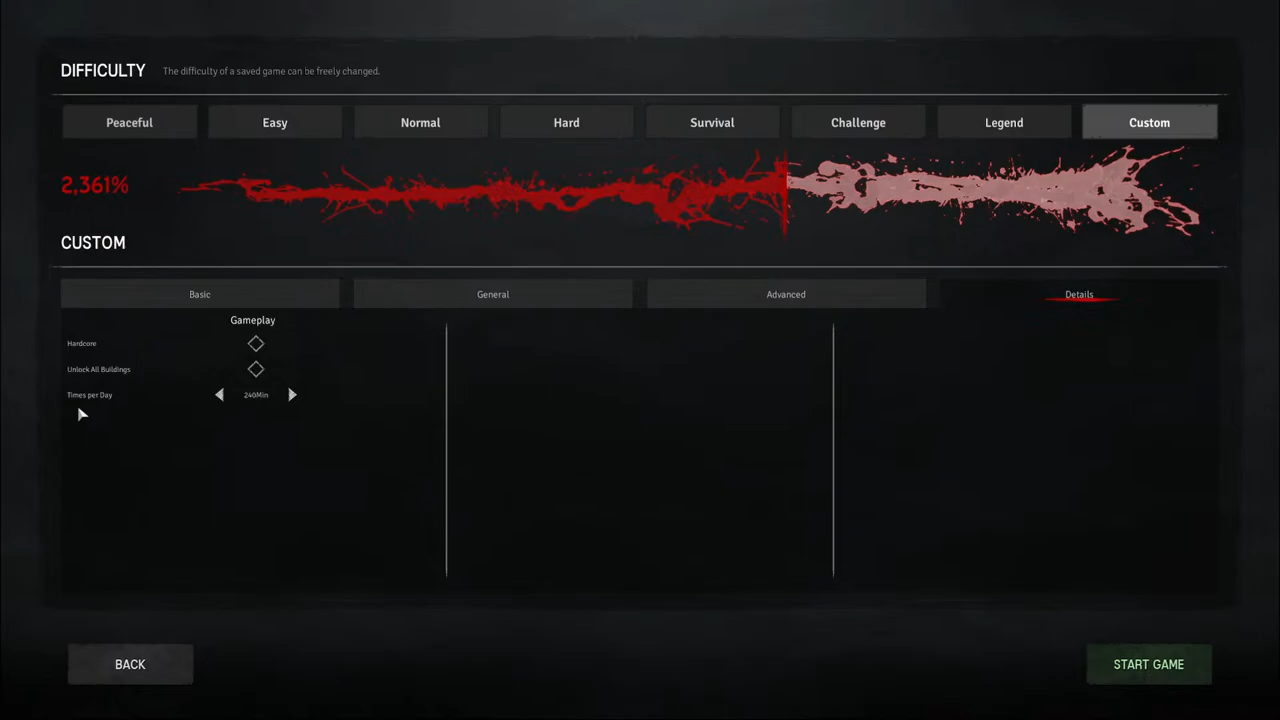 DIFFICULTY The difficulty of a saved game can be freely changed.
Peaceful Easy Normal Hard Survival Challenge Legend Custom
2,361%
CUSTOM
Basic General Advanced Details
Gameplay
Hardcore
Unlock All Buildings
Times per Day 240Min
BACK START GAME